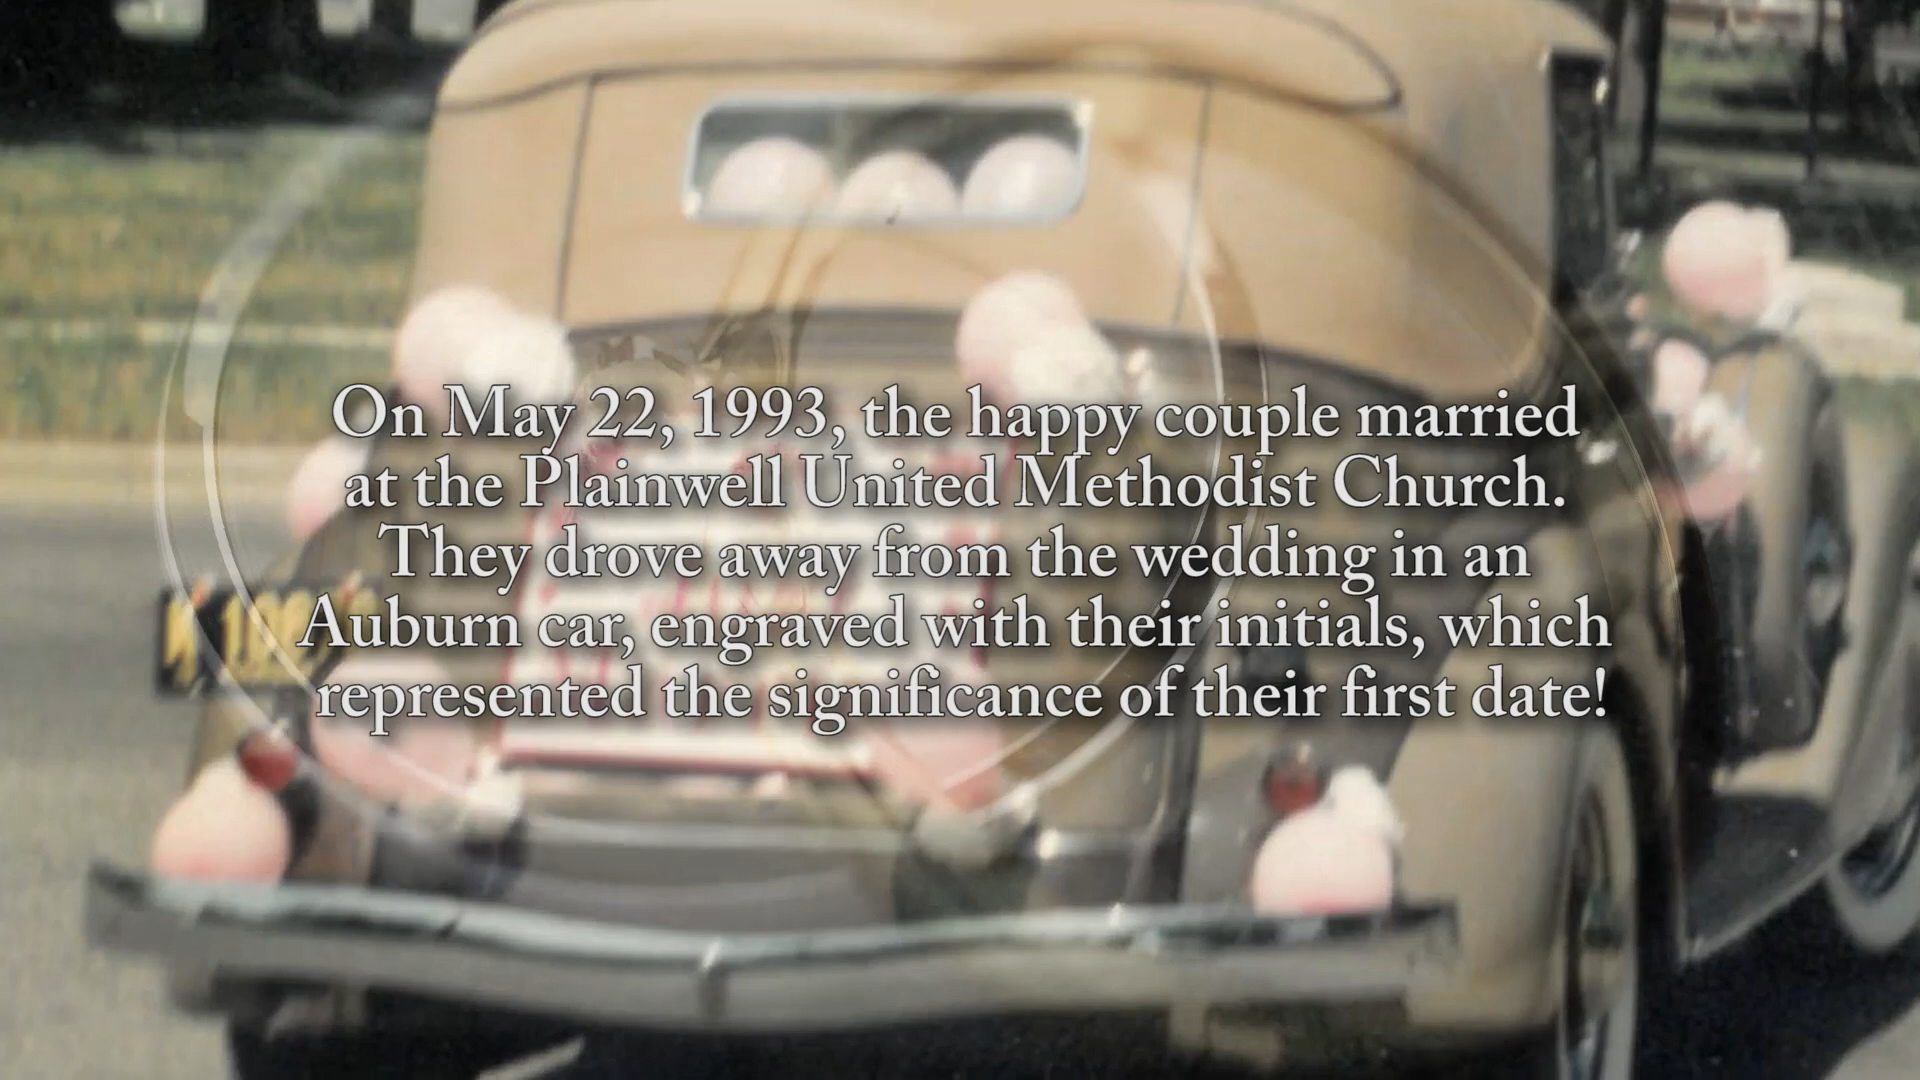 On May 22, 1993, the happy couple married
at the Plainwell United Methodist Church.
They drove away from the wedding in an
Auburn car, engraved with their initials, which
represented the significance of their first date!